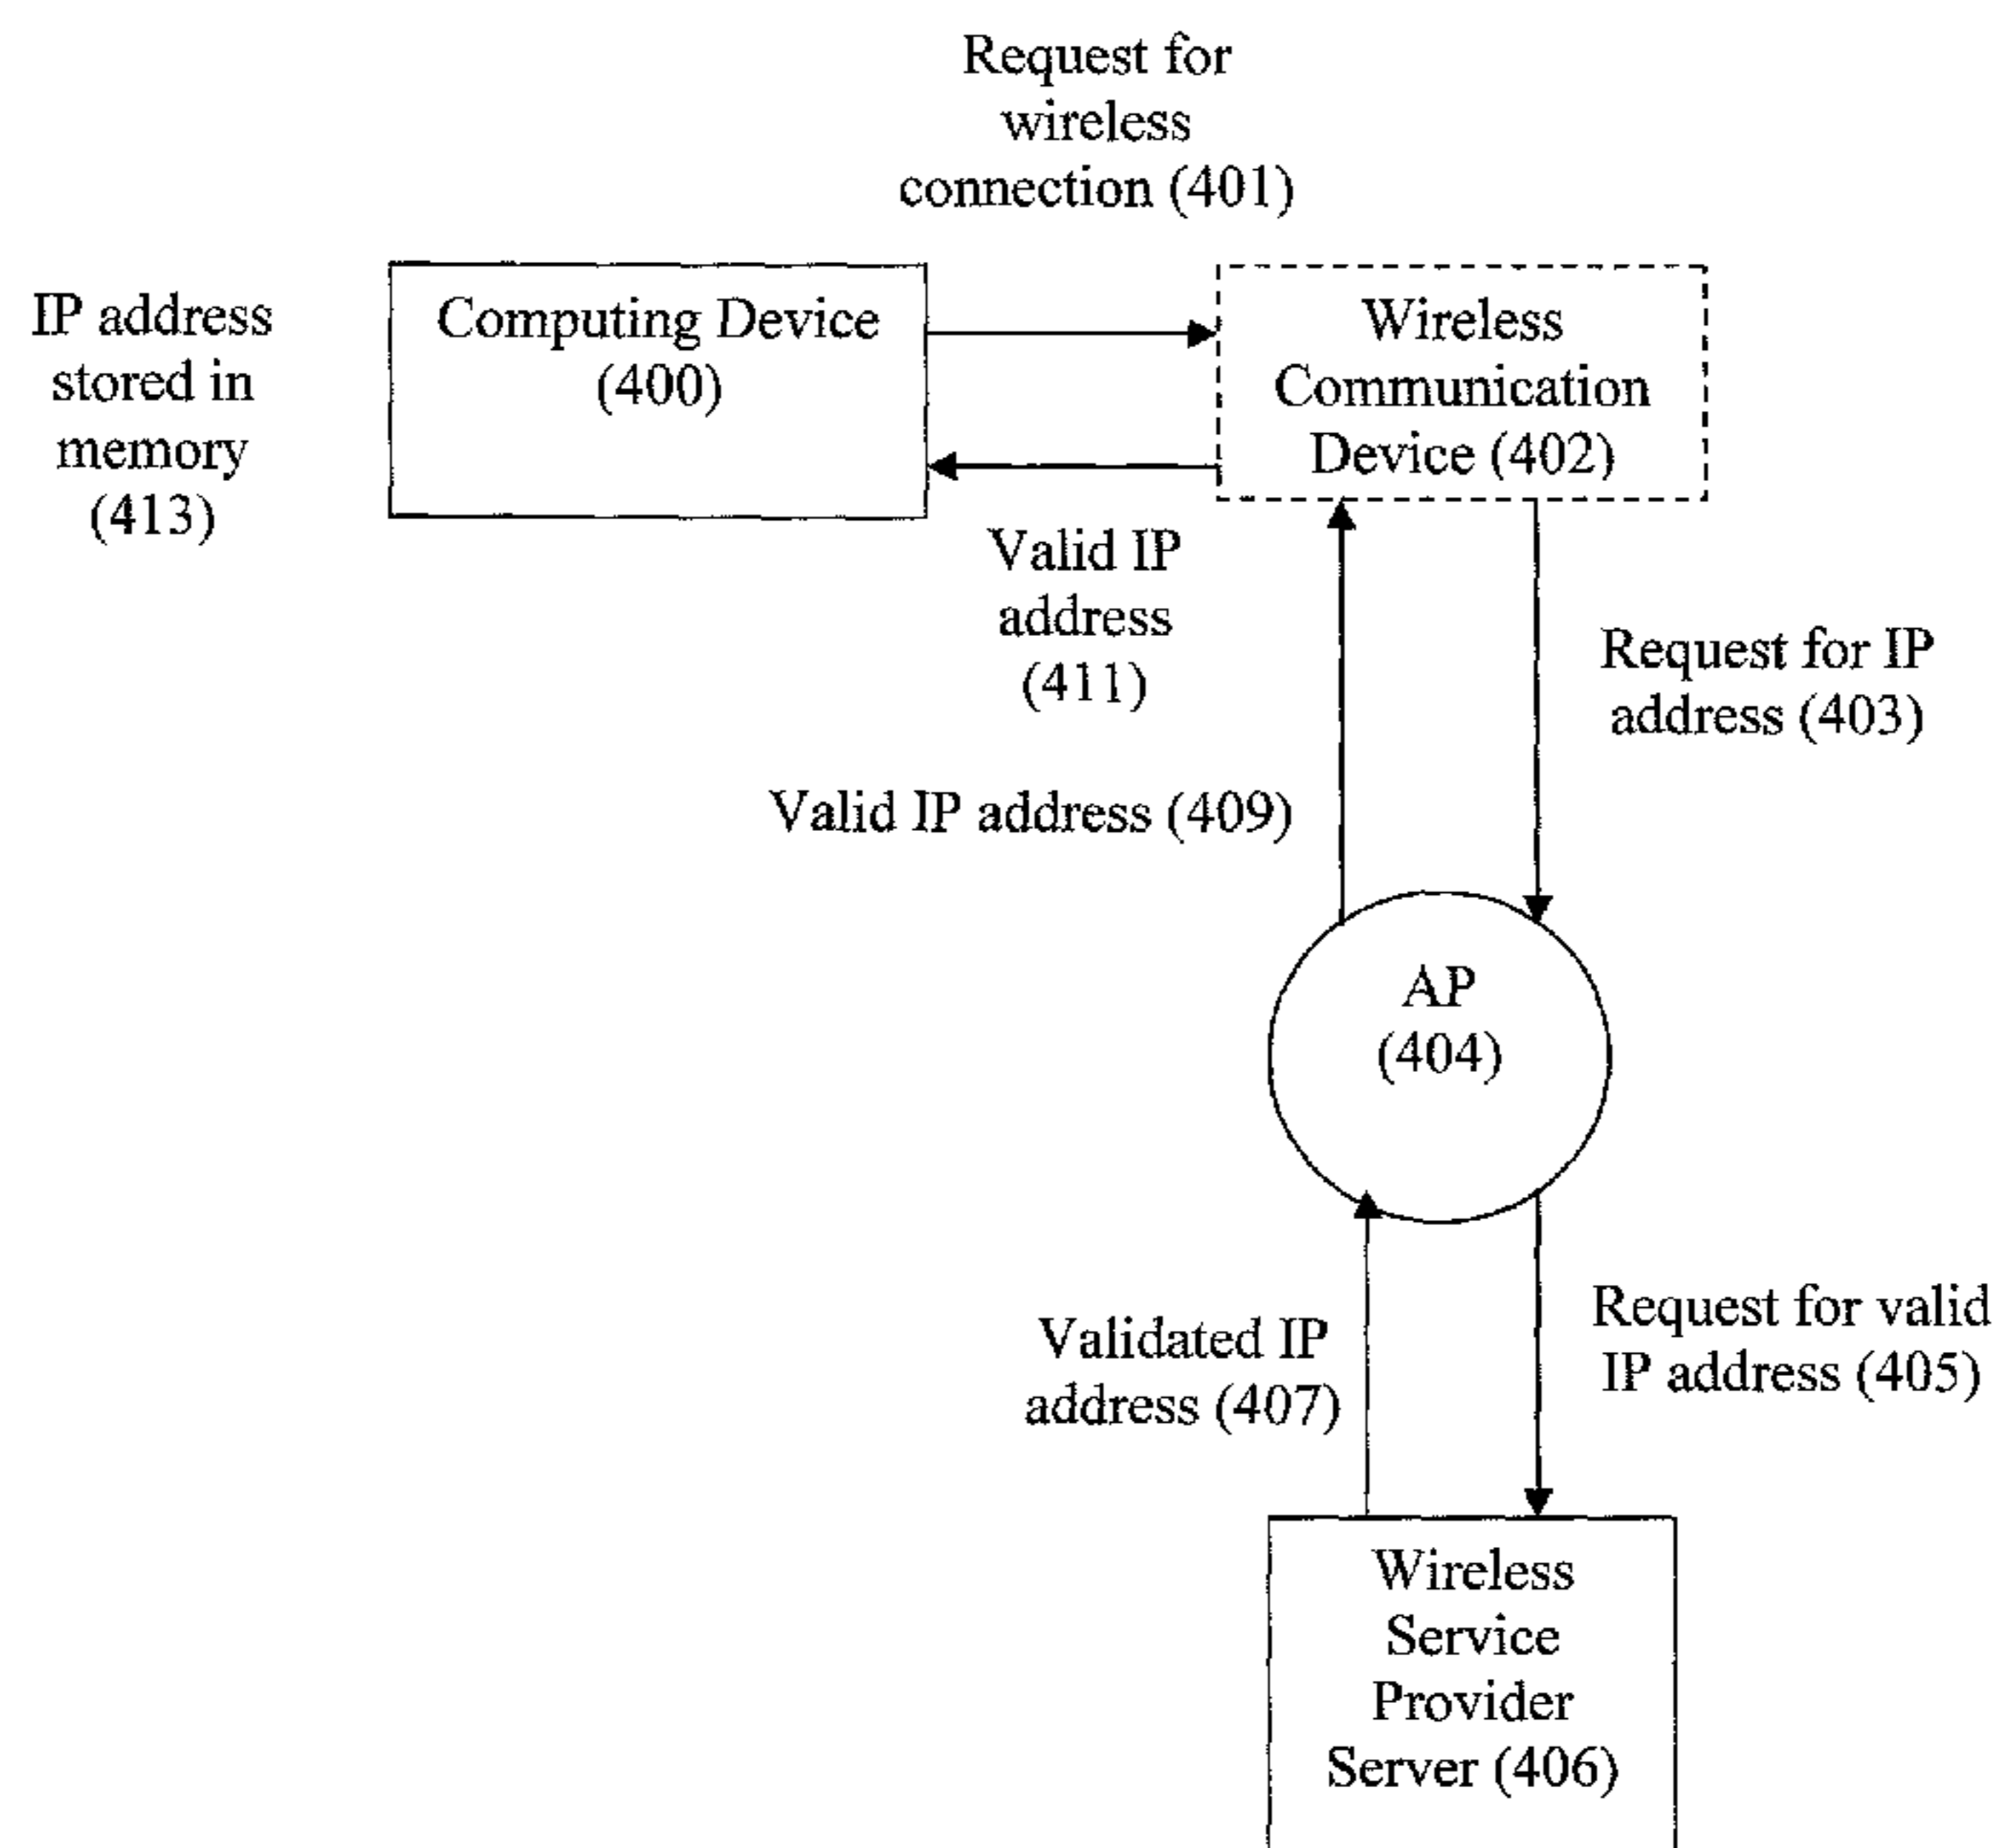 Request for
wireless
connection (401)
IP address
stored in
memory
(413)
Computing Device
(400)
Wireless
Communication
Device (402)
Valid IP
address
(411)
Request for IP
address (403)
Valid IP address (409)
AP
(404)
Validated IP
address (407)
Request for valid
IP address (405)
Wireless
Service
Provider
Server (406)